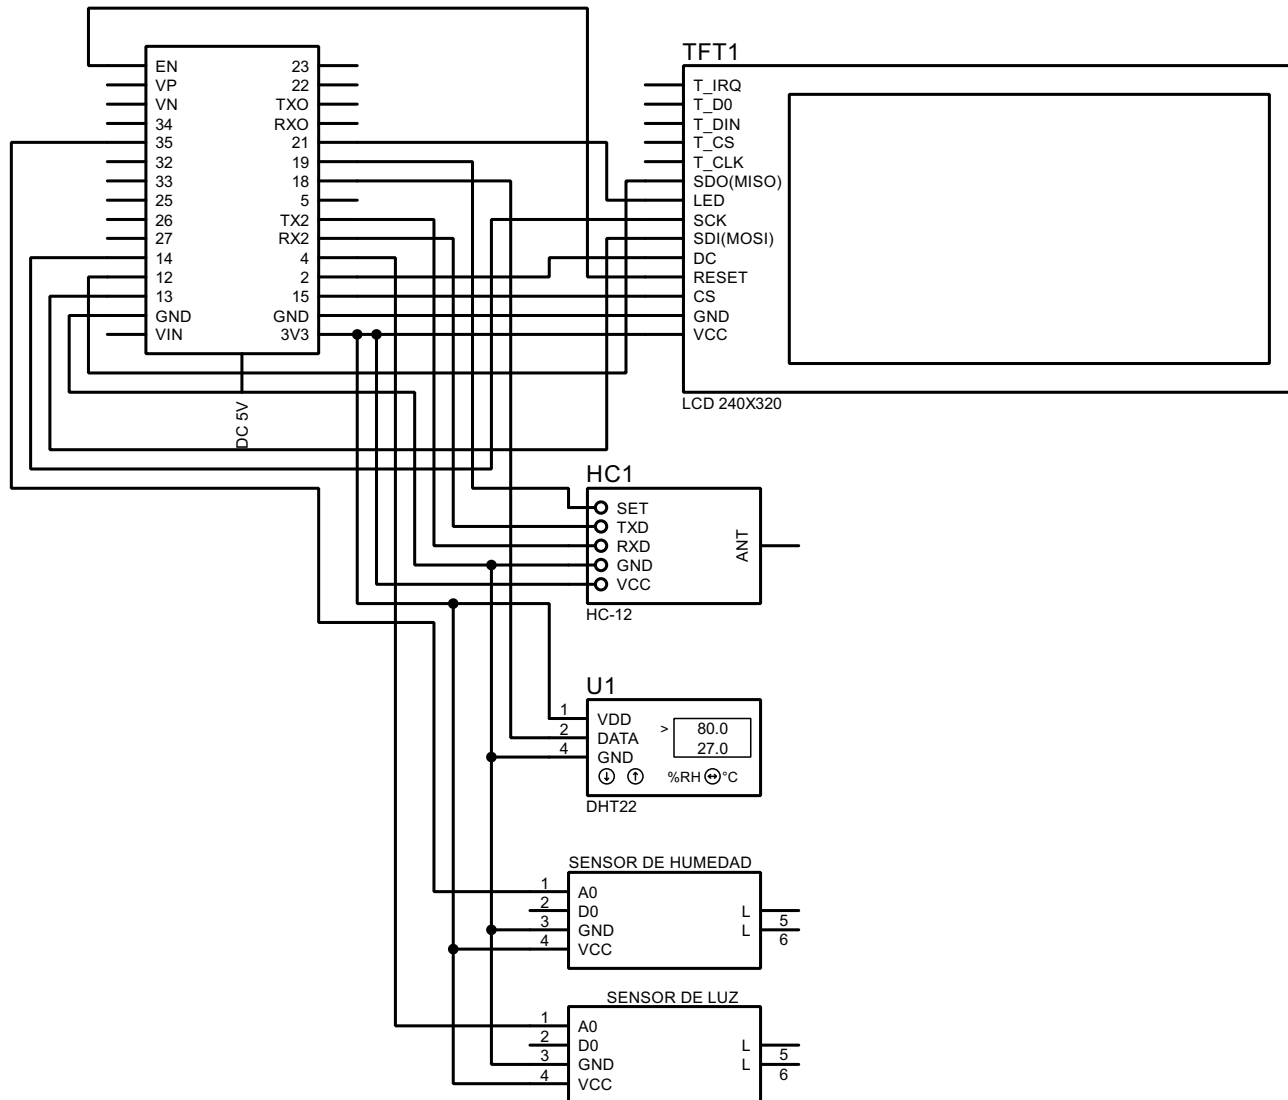 EN 23
VP 22
VN TXO
34 RXO
35 21
32 19
33 18
25 5
26 TX2
27 RX2
14 4
12 2
13 15
GND GND
VIN 3V3
DC 5V
TFT1
T_IRQ
T_D0
T_DIN
T_CS
T_CLK
SDO(MISO)
LED
SCK
SDI(MOSI)
DC
RESET
CS
GND
VCC
LCD 240X320
HC1
SET
TXD
RXD
GND
VCC
ANT
HC-12
U1
1 VDD > 80.0
2 DATA 27.0
4 GND
%RH °C
DHT22
SENSOR DE HUMEDAD
1 A0
2 D0 L 5
3 GND L 6
4 VCC
SENSOR DE LUZ
1 A0
2 D0 L 5
3 GND L 6
4 VCC